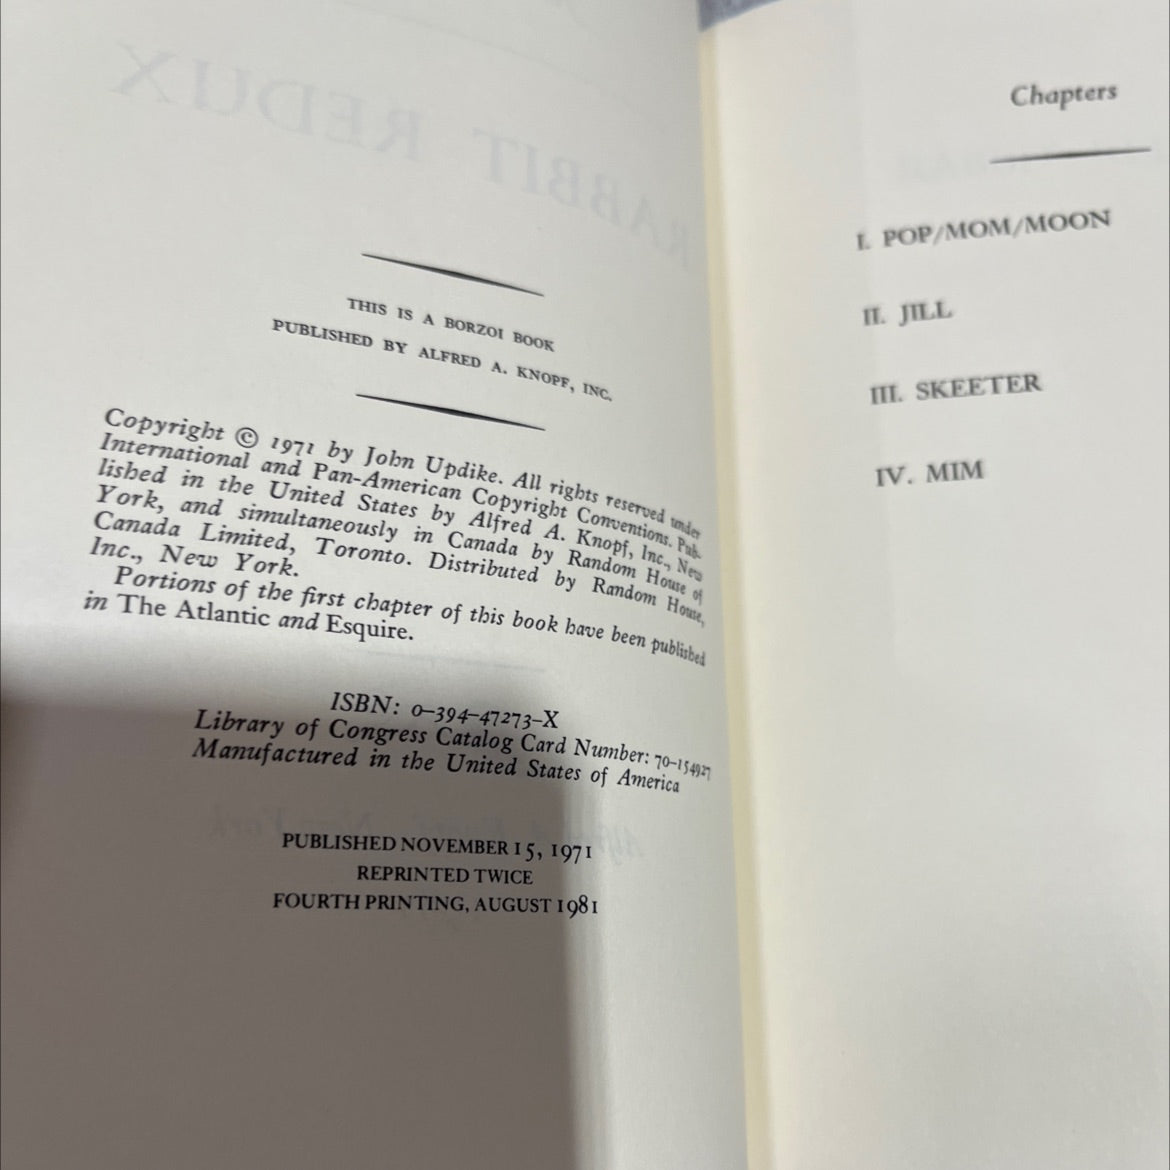 THIS IS A BORZOI BOOK
PUBLISHED BY ALFRED A. KNOPF, INC.
Copyright © 1971 by John Updike. All rights reserved under
International and Pan-American Copyright Conventions. Pub-
lished in the United States by Alfred A. Knopf, Inc., New
York, and simultaneously in Canada by Random House of
Canada Limited, Toronto. Distributed by Random House,
Inc., New York.
Portions of the first chapter of this book have been published
in The Atlantic and Esquire.
ISBN: 0-394-47273-X
Library of Congress Catalog Card Number: 70-154927
Manufactured in the United States of America
PUBLISHED NOVEMBER 15, 1971
REPRINTED TWICE
FOURTH PRINTING, AUGUST 1981
Chapters
I. POP/MOM/MOON
II. JILL
III. SKEETER
IV. MIM